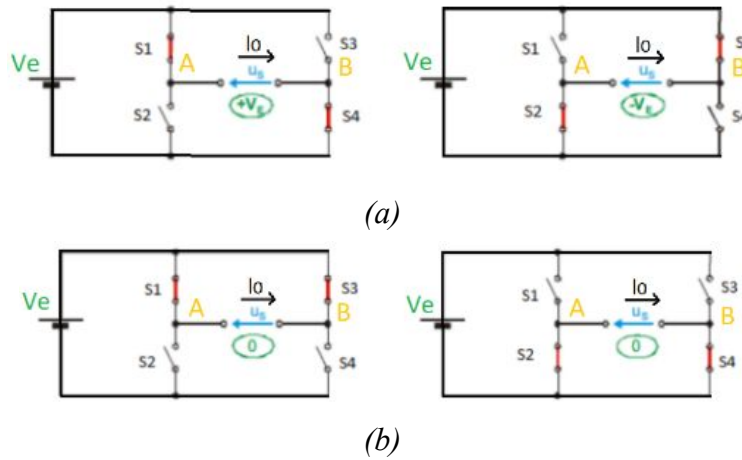 Io S3 Io
S1 A B S1 A B
Ve us Ve us
+VE -VE
S2 S4 S2
(a)
Io Io
S1 A B S3 S1 A B S3
Ve us Ve us
0 0
S2 S4 S2 S4
(b)